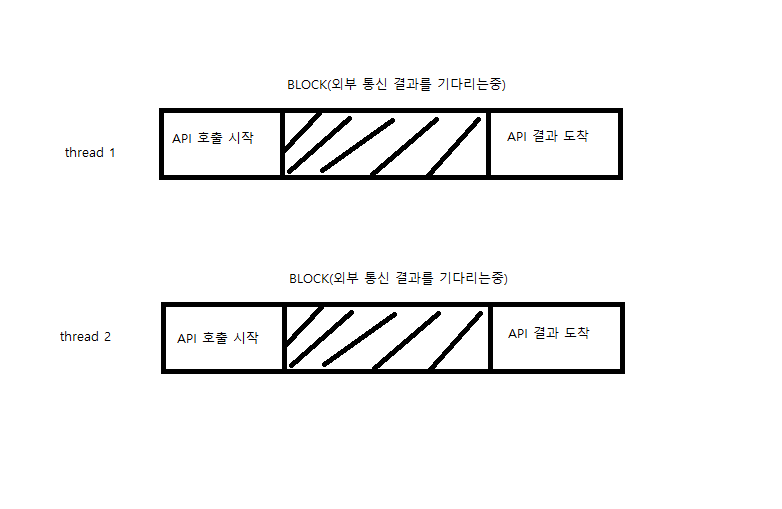 BLOCK(외부 통신 결과를 기다리는중)
thread 1
API 호출 시작
API 결과 도착
BLOCK(외부 통신 결과를 기다리는중)
thread 2
API 호출 시작
API 결과 도착